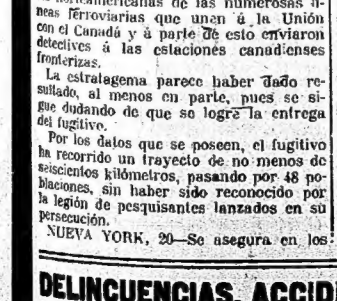 norteamericanas de las numerosas lí-
neas ferroviarias que unen á la Unión
con el Canadá y á parte de esto enviaron
detectives á las estaciones canadienses
fronterizas.
La estratagema parece haber dado re-
sultado, al menos en parte, pues se si-
gue dudando de que se logre la entrega
del fugitivo.
Por los datos que se poseen, el fugitivo
ha recorrido un trayecto de no menos de
seiscientos kilómetros, pasando por 48 po-
blaciones, sin haber sido reconocido por
la legión de pesquisantes lanzados en su
persecución.
NUEVA YORK, 20—Se asegura en los
DELINCUENCIAS, ACCID